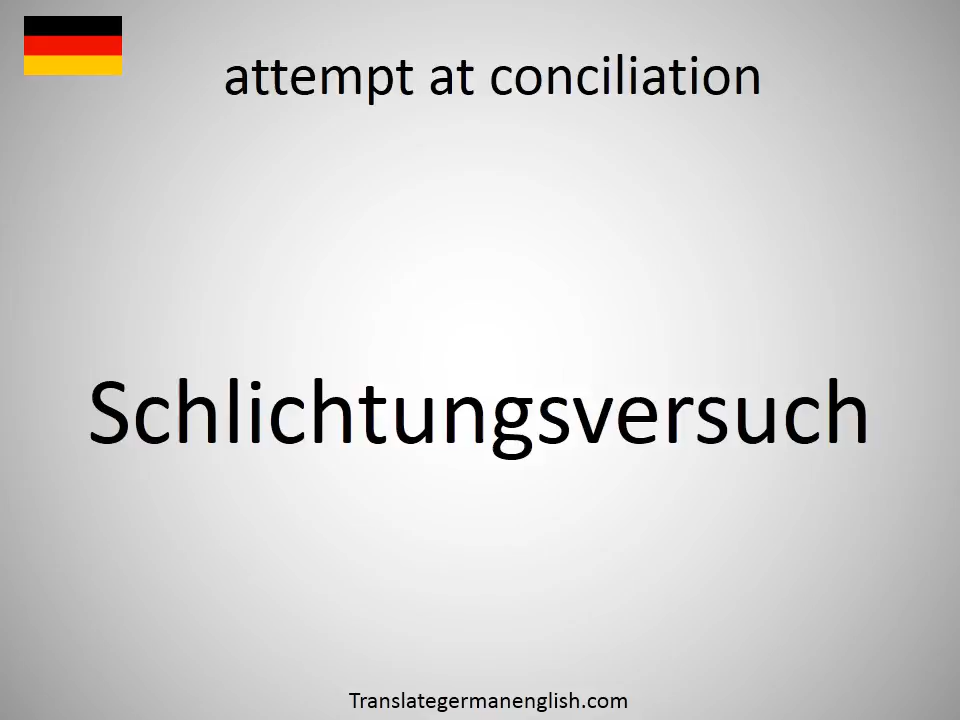 attempt at conciliation
Schlichtungsversuch
Translategermanenglish.com